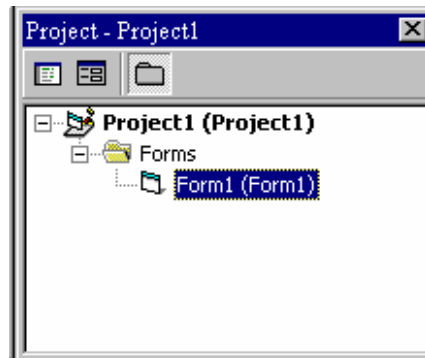 Project - Project1
Project1 (Project1)
Forms
Form1 (Form1)